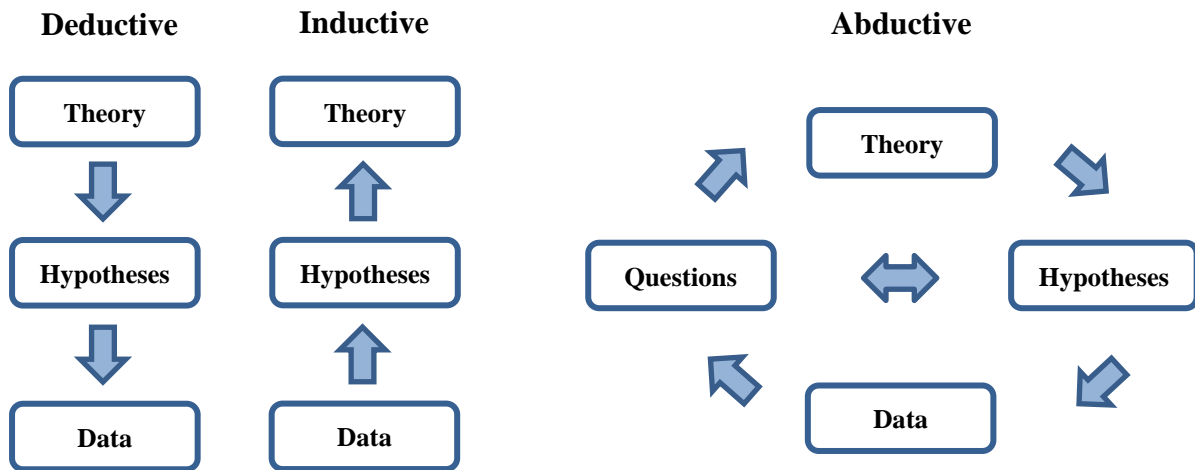 Deductive
Inductive
Abductive
Theory
Theory
Theory
Hypotheses
Hypotheses
Questions
Hypotheses
Data
Data
Data